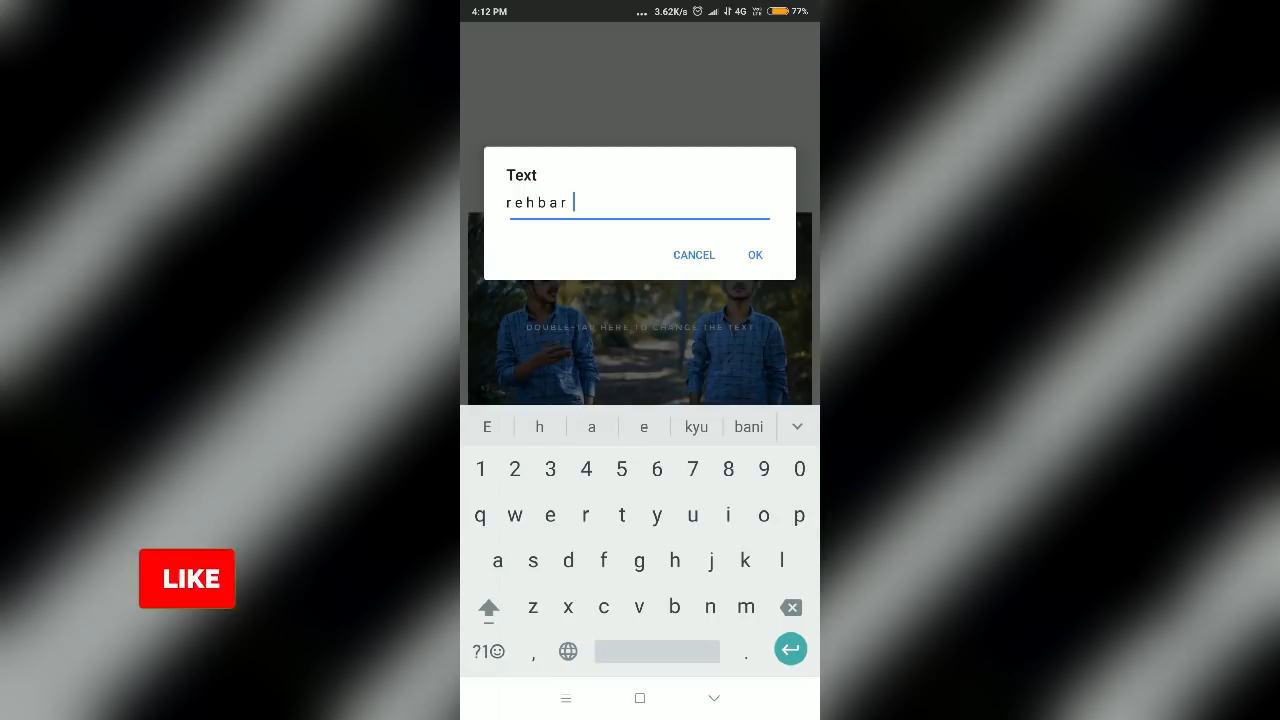 4:12 PM
... 3.62K/s 4G VoLTE 77%
Text
r e h b a r
CANCEL OK
DOUBLE-TAP HERE TO CHANGE THE TEXT
E h a e kyu bani
1 2 3 4 5 6 7 8 9 0
q w e r t y u i o p
a s d f g h j k l
z x c v b n m
?1☺ , .
LIKE